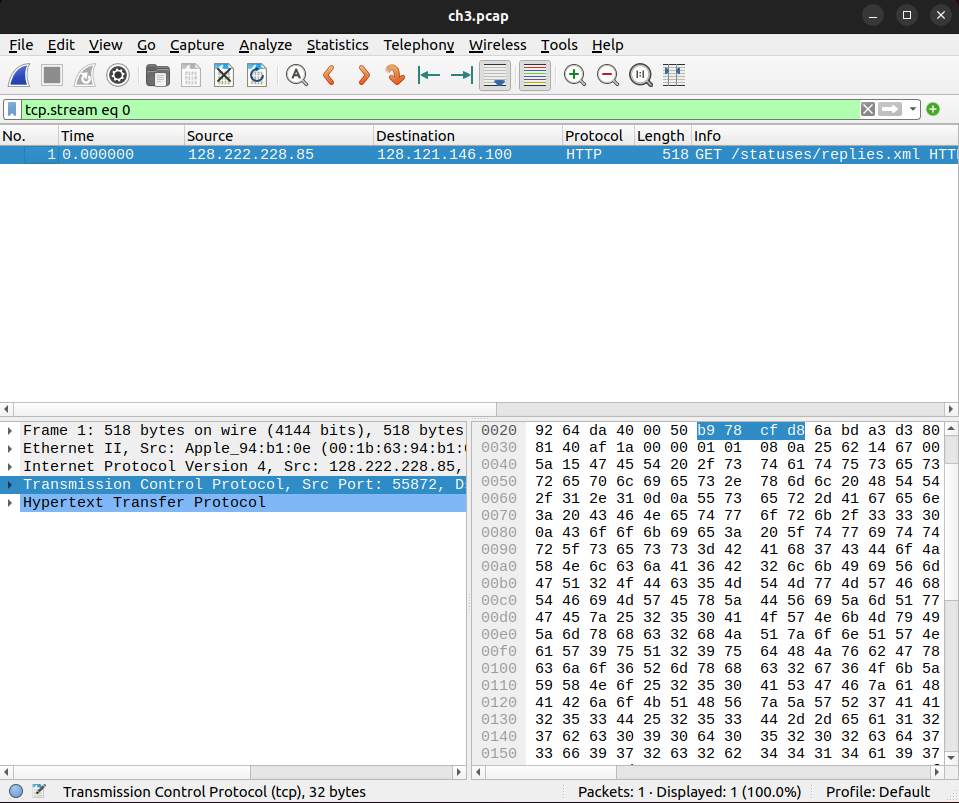 ch3.pcap
File Edit View Go Capture Analyze Statistics Telephony Wireless Tools Help
tcp.stream eq 0
No. Time Source Destination Protocol Length Info
1 0.000000 128.222.228.85 128.121.146.100 HTTP 518 GET /statuses/replies.xml HTT
Frame 1: 518 bytes on wire (4144 bits), 518 bytes
Ethernet II, Src: Apple_94:b1:0e (00:1b:63:94:b1:0
Internet Protocol Version 4, Src: 128.222.228.85,
Transmission Control Protocol, Src Port: 55872, D
Hypertext Transfer Protocol
0020 92 64 da 40 00 50 b9 78 cf d8 6a bd a3 d3 80
0030 81 40 af 1a 00 00 01 01 08 0a 25 62 14 67 00
0040 5a 15 47 45 54 20 2f 73 74 61 74 75 73 65 73
0050 72 65 70 6c 69 65 73 2e 78 6d 6c 20 48 54 54
0060 2f 31 2e 31 0d 0a 55 73 65 72 2d 41 67 65 6e
0070 3a 20 43 46 4e 65 74 77 6f 72 6b 2f 33 33 30
0080 0a 43 6f 6f 6b 69 65 3a 20 5f 74 77 69 74 74
0090 72 5f 73 65 73 73 3d 42 41 68 37 43 44 6f 4a
00a0 58 4e 6c 63 6a 41 36 42 32 6c 6b 49 69 56 6d
00b0 47 51 32 4f 44 63 35 4d 54 4d 77 4d 57 46 68
00c0 54 46 69 4d 57 45 78 5a 44 56 69 5a 6d 51 77
00d0 47 45 7a 25 32 35 30 41 4f 57 4e 6b 4d 79 49
00e0 5a 6d 78 68 63 32 68 4a 51 7a 6f 6e 51 57 4e
00f0 61 57 39 75 51 32 39 75 64 48 4a 76 62 47 78
0100 63 6a 6f 36 52 6d 78 68 63 32 67 36 4f 6b 5a
0110 59 58 4e 6f 25 32 35 30 41 53 47 46 7a 61 48
0120 41 42 6a 6f 4b 51 48 56 7a 5a 57 52 37 41 41
0130 32 35 33 44 25 32 35 33 44 2d 2d 65 61 31 32
0140 37 62 63 30 39 30 64 30 35 32 30 32 63 64 37
0150 33 66 39 37 32 63 32 62 34 34 31 34 61 39 37
Transmission Control Protocol (tcp), 32 bytes Packets: 1 · Displayed: 1 (100.0%) Profile: Default